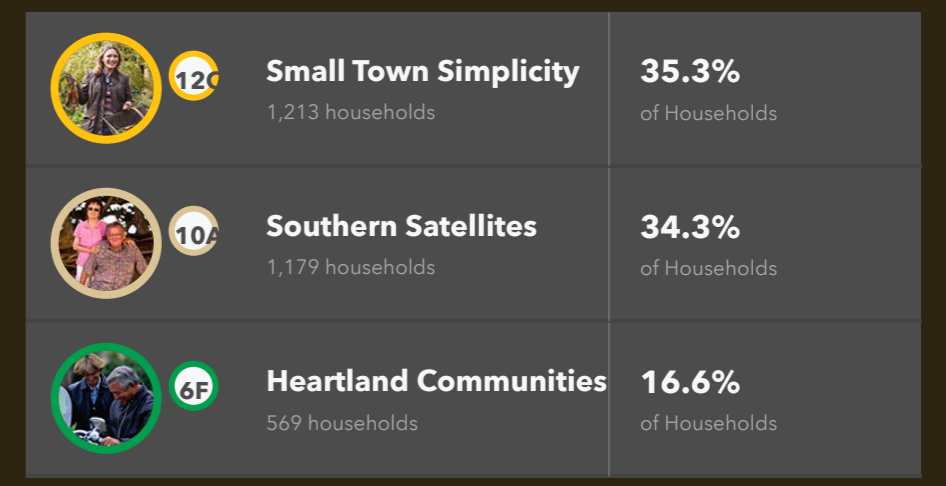 12C
Small Town Simplicity
1,213 households
35.3%
of Households
10A
Southern Satellites
1,179 households
34.3%
of Households
6F
Heartland Communities
569 households
16.6%
of Households